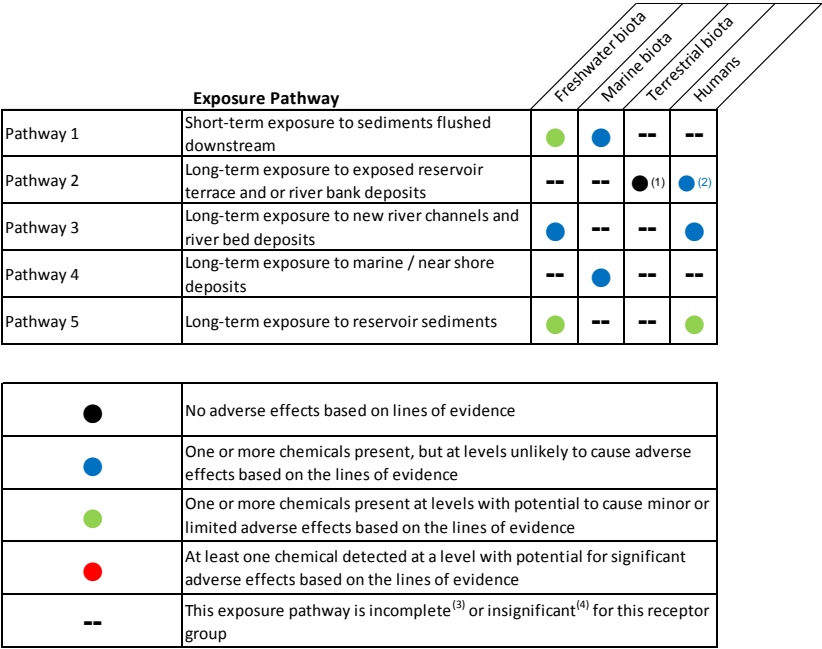 Freshwater biota
Marine biota
Terrestrial biota
Humans
Exposure Pathway
Pathway 1
Short-term exposure to sediments flushed
downstream
-- --
Pathway 2
Long-term exposure to exposed reservoir
terrace and or river bank deposits
-- -- (1) (2)
Pathway 3
Long-term exposure to new river channels and
river bed deposits
-- --
Pathway 4
Long-term exposure to marine / near shore
deposits
-- -- --
Pathway 5
Long-term exposure to reservoir sediments
-- --
No adverse effects based on lines of evidence
One or more chemicals present, but at levels unlikely to cause adverse
effects based on the lines of evidence
One or more chemicals present at levels with potential to cause minor or
limited adverse effects based on the lines of evidence
At least one chemical detected at a level with potential for significant
adverse effects based on the lines of evidence
--
This exposure pathway is incomplete(3) or insignificant(4) for this receptor
group